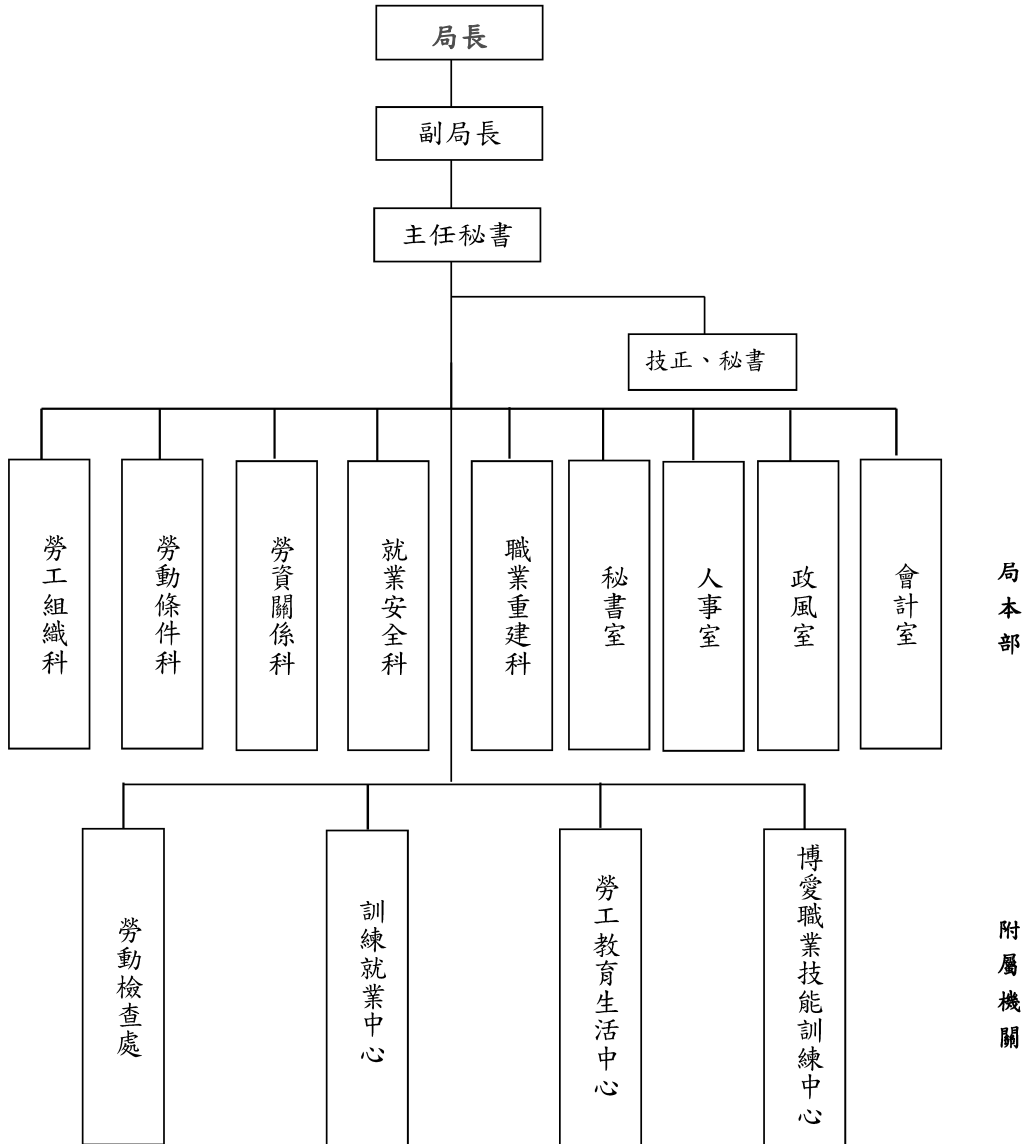 局長
副局長
主任秘書
技正、秘書
勞工組織科
勞動條件科
勞資關係科
就業安全科
職業重建科
秘書室
人事室
政風室
會計室
局本部
勞動檢查處
訓練就業中心
勞工教育生活中心
博愛職業技能訓練中心
附屬機關